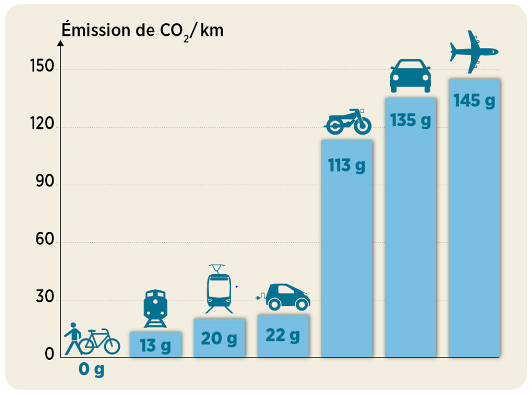 Émission de CO₂/km
150
120
90
60
30
0
0 g
13 g
20 g
22 g
113 g
135 g
145 g